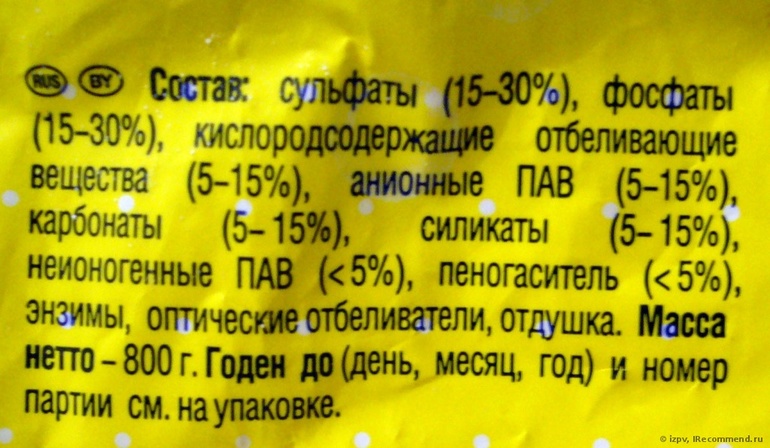 RUS BY Состав: сульфаты (15–30%), фосфаты
(15–30%), кислородсодержащие отбеливающие
вещества (5–15%), анионные ПАВ (5–15%),
карбонаты (5– 15%), силикаты (5– 15%),
неионогенные ПАВ (<5%), пеногаситель (<5%),
энзимы, оптические отбеливатели, отдушка. Масса
нетто – 800 г. Годен до (день, месяц, год) и номер
партии см. на упаковке.
© izpv, IRecommend.ru